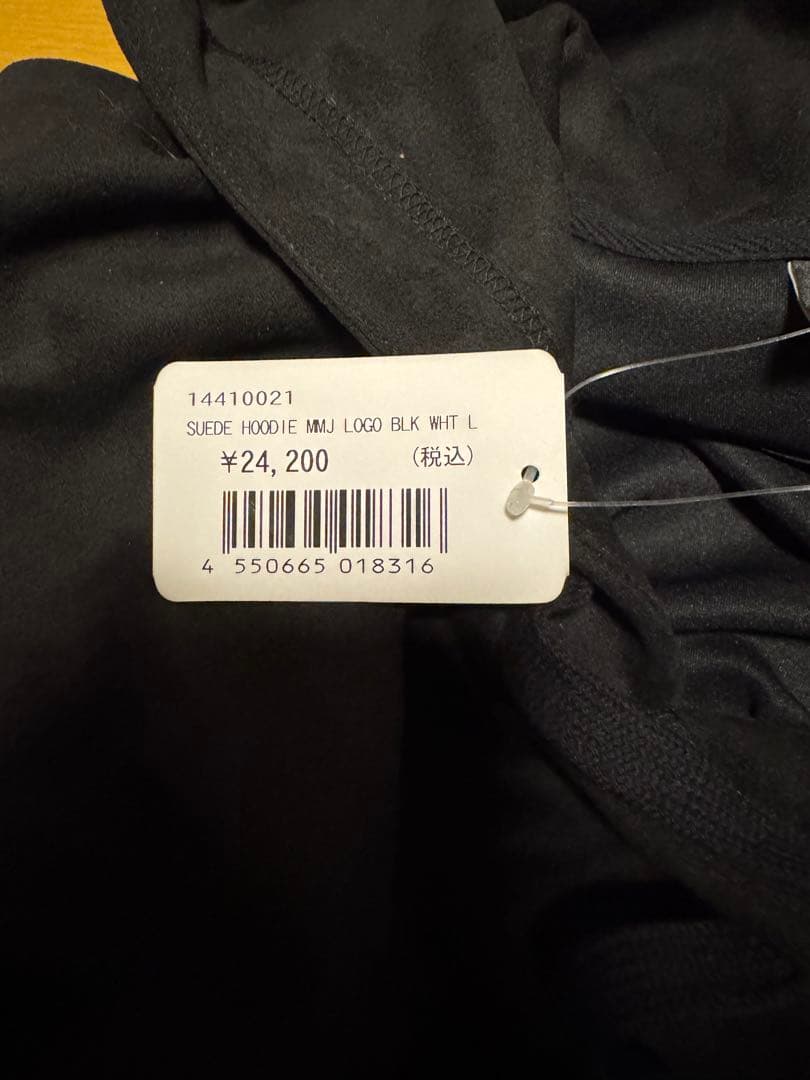 14410021
SUEDE HOODIE MMJ LOGO BLK WHT L
¥24,200 (税込)
4 550665 018316